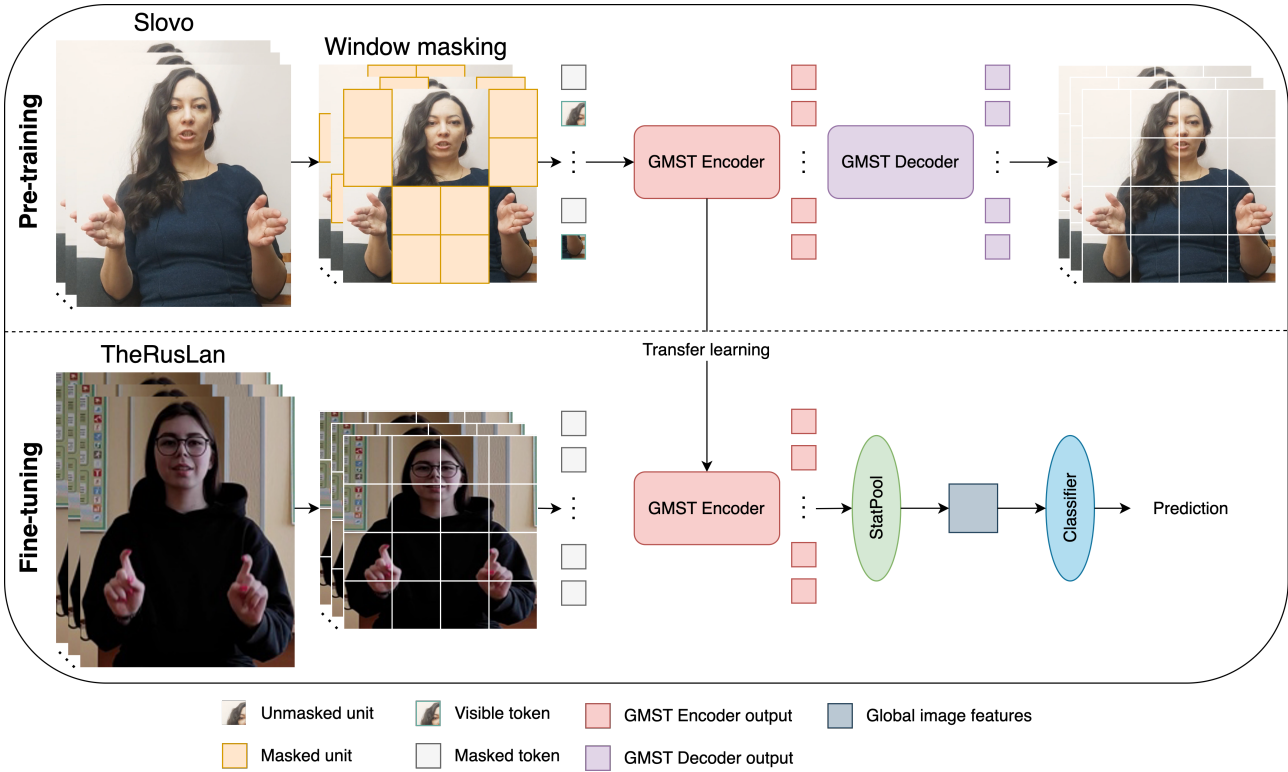 Slovo
Window masking
Pre-training
GMST Encoder
GMST Decoder
Transfer learning
TheRusLan
Fine-tuning
GMST Encoder
StatPool
Classifier
Prediction
Unmasked unit
Visible token
GMST Encoder output
Global image features
Masked unit
Masked token
GMST Decoder output